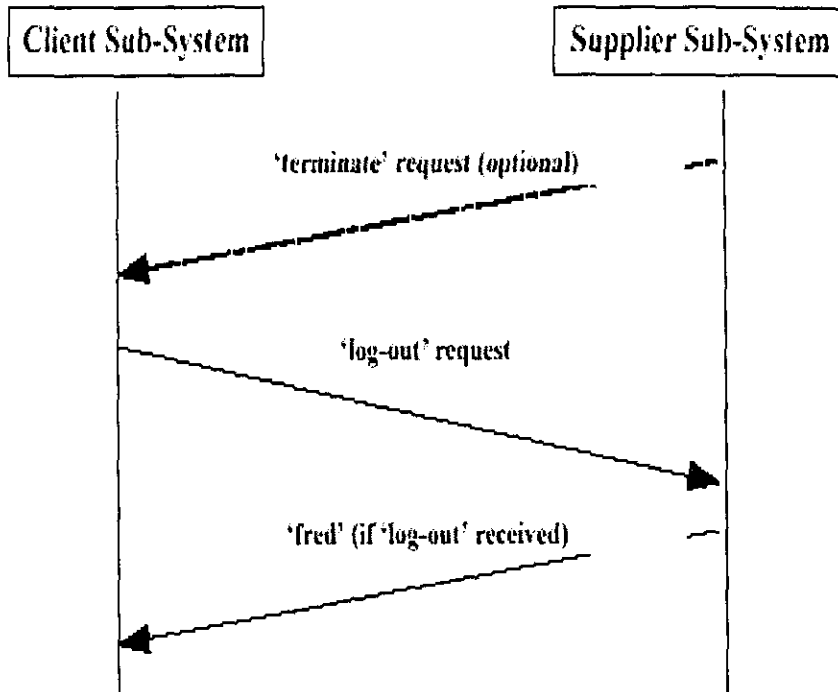 Client Sub-System
Supplier Sub-System
‘terminate’ request (optional)
‘log-out’ request
‘fred’ (if ‘log-out’ received)